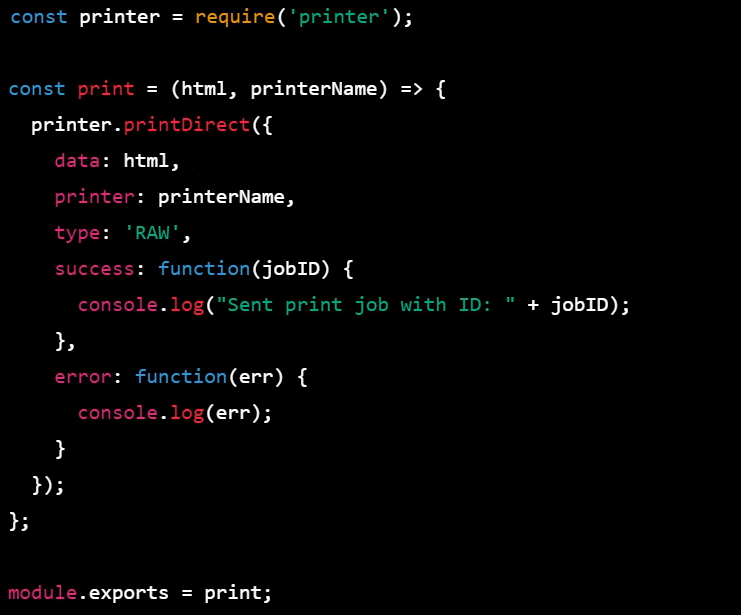 const printer = require('printer');

const print = (html, printerName) => {
  printer.printDirect({
    data: html,
    printer: printerName,
    type: 'RAW',
    success: function(jobID) {
      console.log("Sent print job with ID: " + jobID);
    },
    error: function(err) {
      console.log(err);
    }
  });
};

module.exports = print;